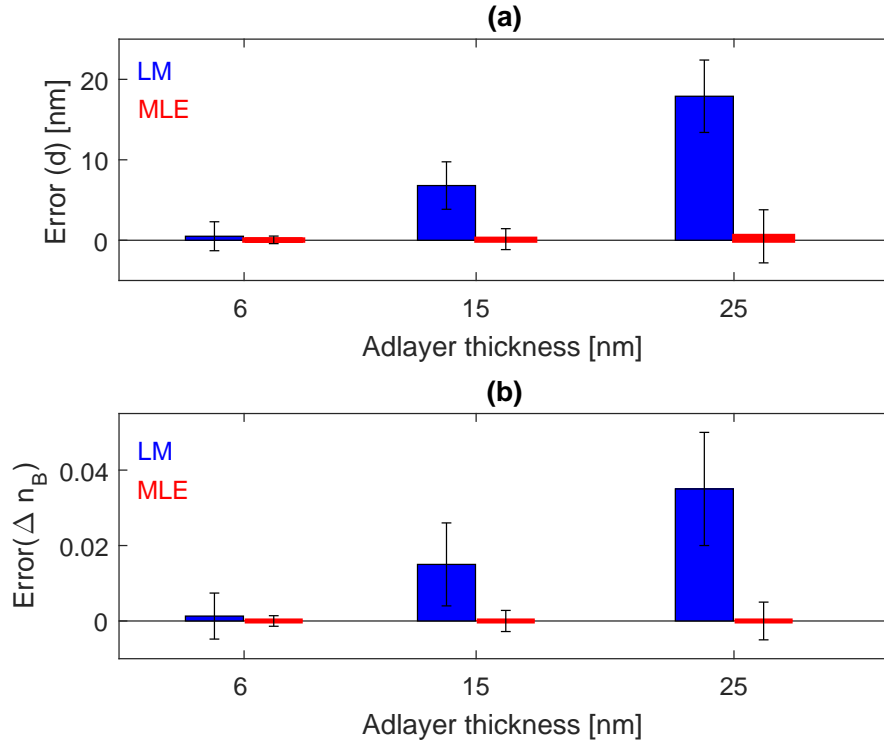 (a)
LM
MLE
Error (d) [nm]
20
10
0
6 15 25
Adlayer thickness [nm]
(b)
LM
MLE
Error(Δ n_B)
0.04
0.02
0
6 15 25
Adlayer thickness [nm]